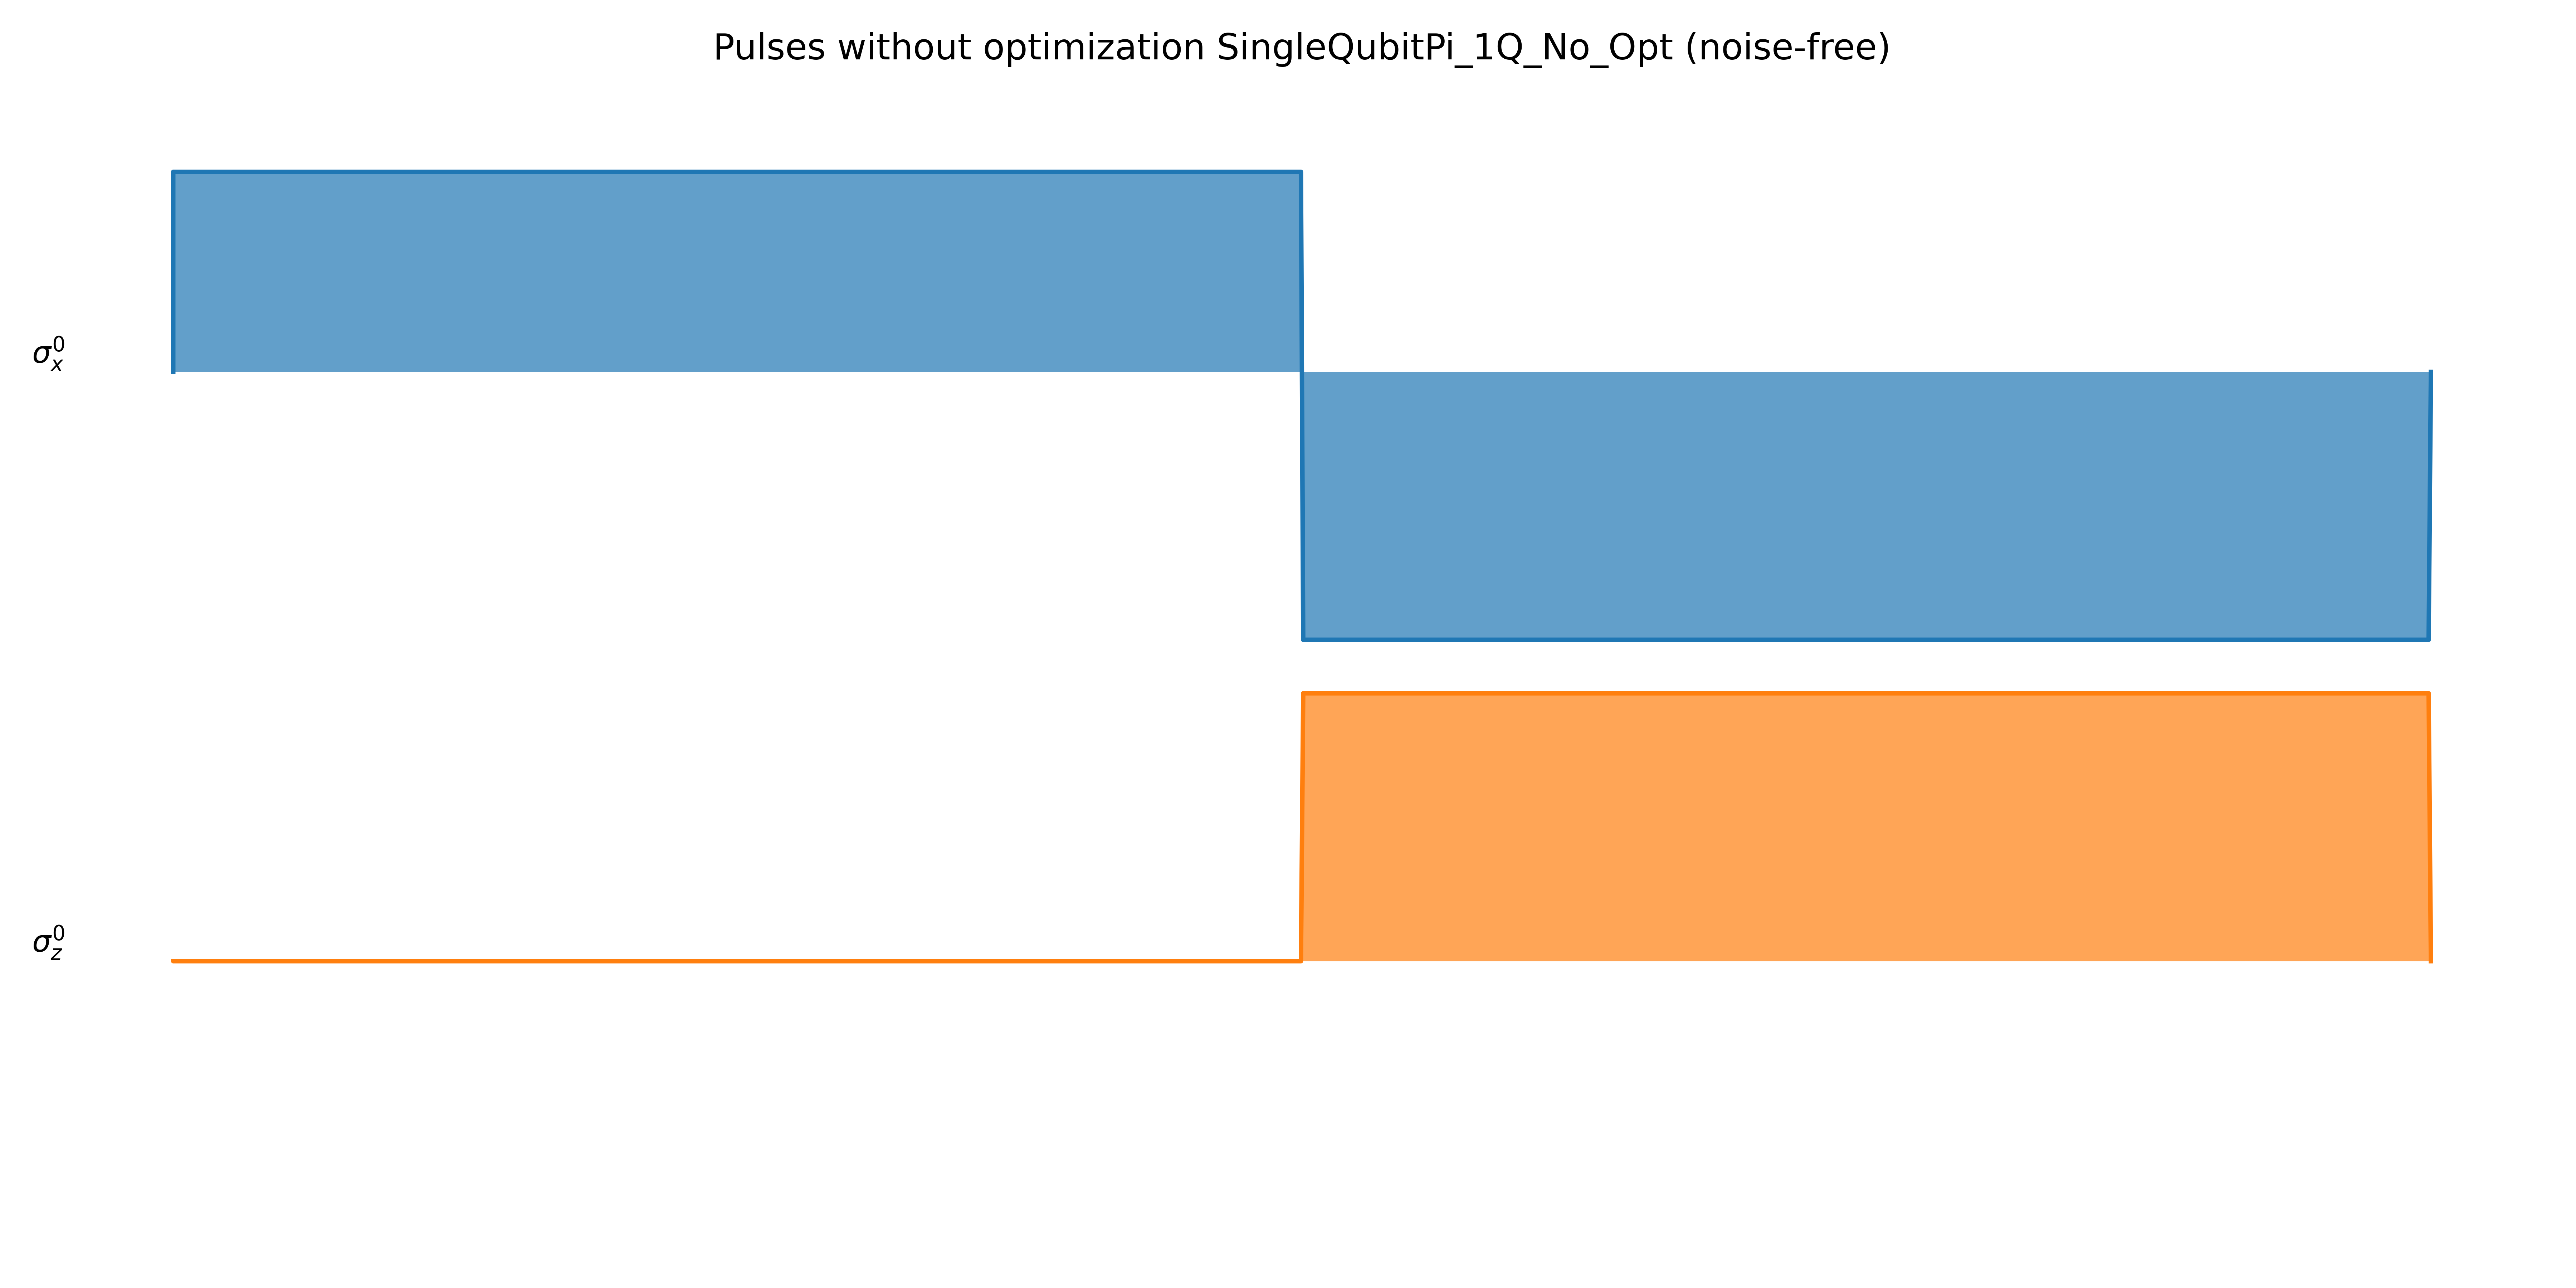 Pulses without optimization SingleQubitPi_1Q_No_Opt (noise-free)
σ_x^0
σ_z^0